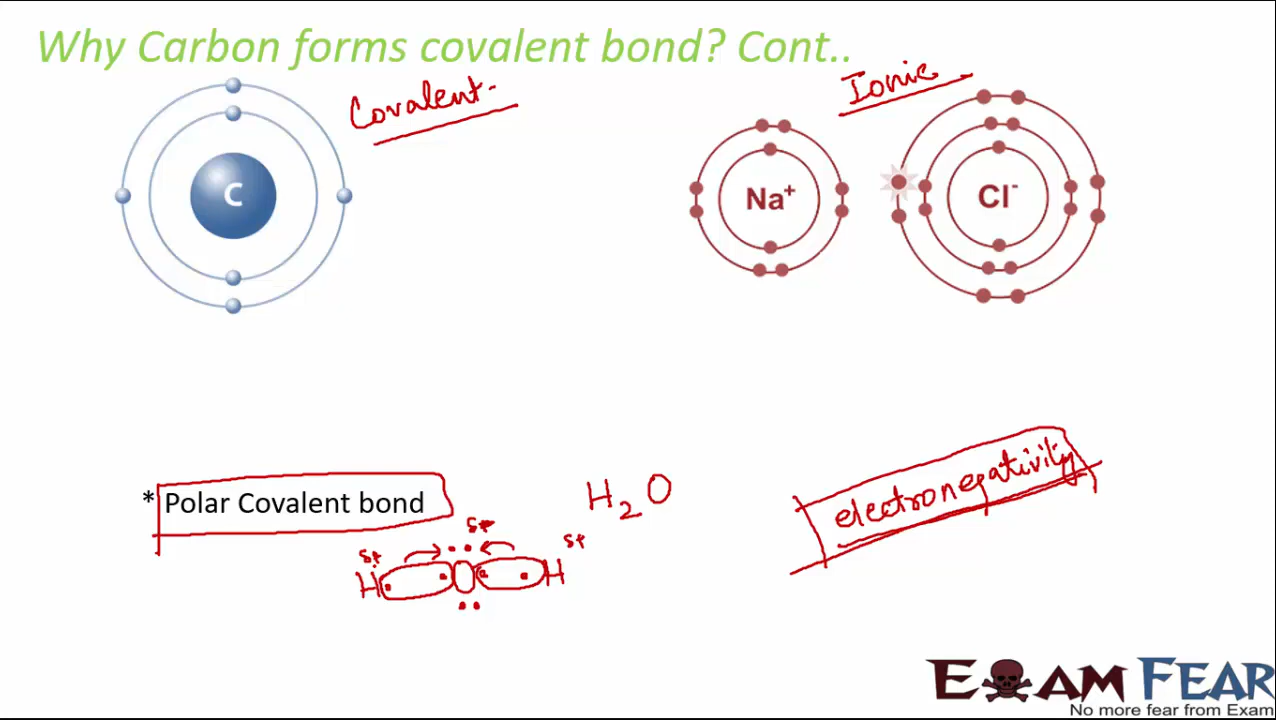 Why Carbon forms covalent bond? Cont..
Covalent.
Ionic
C
Na⁺
Cl⁻
* Polar Covalent bond
H₂O
electronegativity
δ+
δ+
H O H
EXAM FEAR
No more fear from Exam